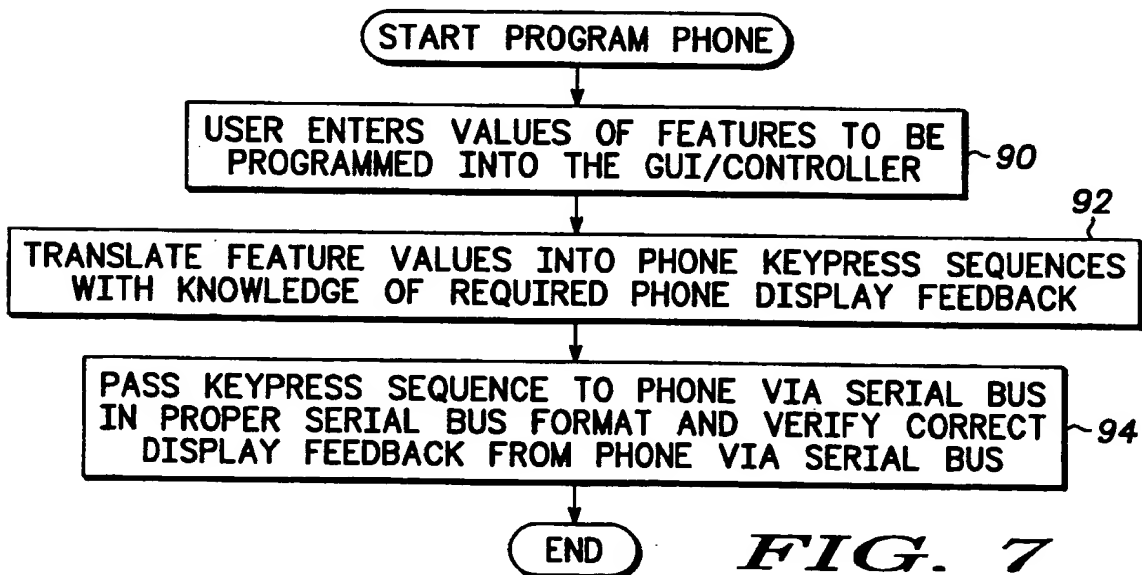 START PROGRAM PHONE
USER ENTERS VALUES OF FEATURES TO BE
PROGRAMMED INTO THE GUI/CONTROLLER
90
92
TRANSLATE FEATURE VALUES INTO PHONE KEYPRESS SEQUENCES
WITH KNOWLEDGE OF REQUIRED PHONE DISPLAY FEEDBACK
PASS KEYPRESS SEQUENCE TO PHONE VIA SERIAL BUS
IN PROPER SERIAL BUS FORMAT AND VERIFY CORRECT
DISPLAY FEEDBACK FROM PHONE VIA SERIAL BUS
94
END
FIG. 7